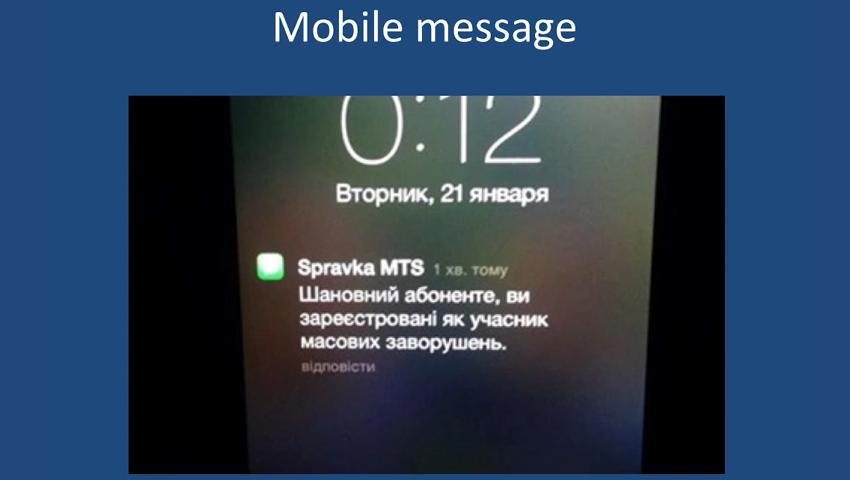 Mobile message
0:12
Вторник, 21 января
Spravka MTS 1 хв. тому
Шановний абоненте, ви
зареєстровані як учасник
масових заворушень.
відповісти